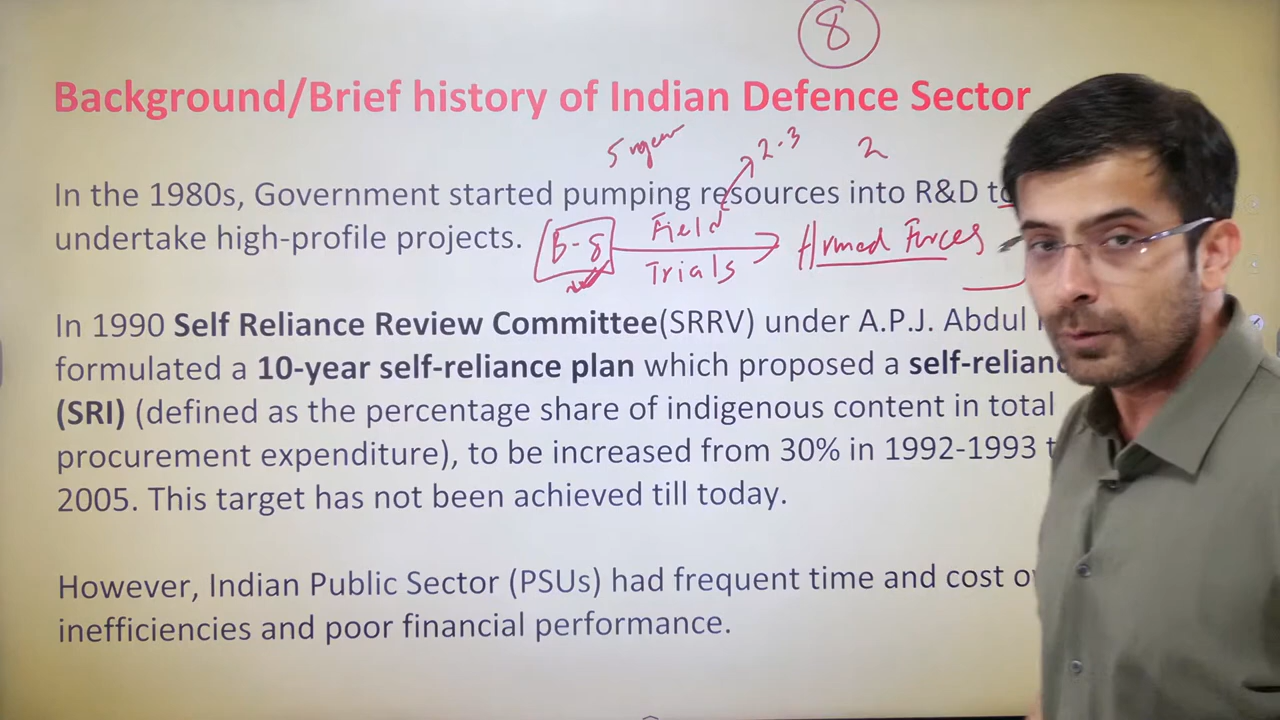 8
Background/Brief history of Indian Defence Sector
5 2-3 2
In the 1980s, Government started pumping resources into R&D to
undertake high-profile projects.
Field
Armed Forces
Trials
In 1990 Self Reliance Review Committee(SRRV) under A.P.J. Abdul
formulated a 10-year self-reliance plan which proposed a self-relianc
(SRI) (defined as the percentage share of indigenous content in total
procurement expenditure), to be increased from 30% in 1992-1993 t
2005. This target has not been achieved till today.
However, Indian Public Sector (PSUs) had frequent time and cost o
inefficiencies and poor financial performance.